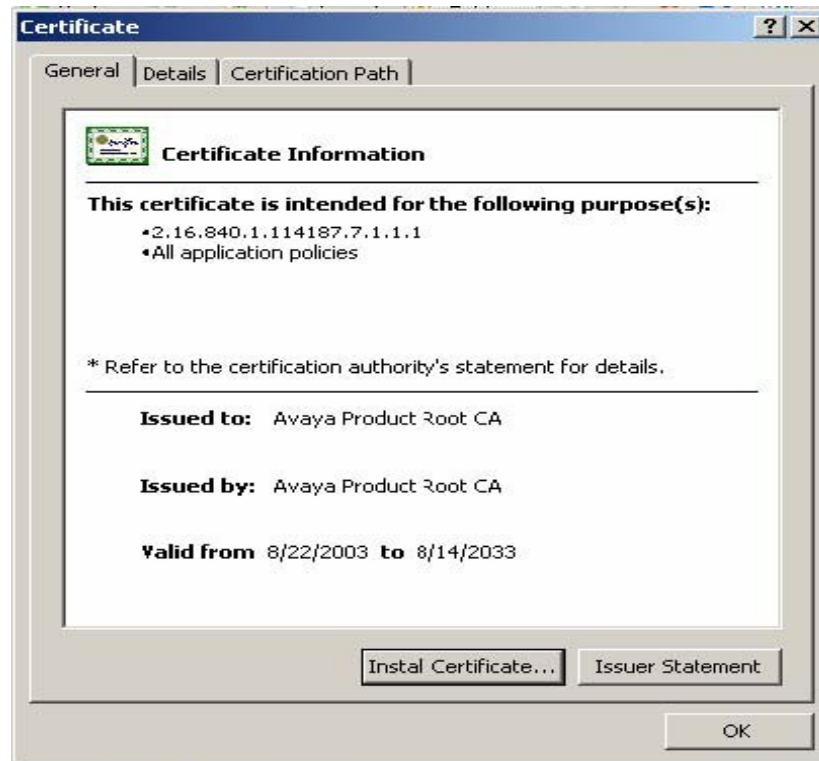 Certificate
General Details Certification Path
Certificate Information
This certificate is intended for the following purpose(s):
•2.16.840.1.114187.7.1.1.1
•All application policies
* Refer to the certification authority's statement for details.
Issued to: Avaya Product Root CA
Issued by: Avaya Product Root CA
Valid from 8/22/2003 to 8/14/2033
Instal Certificate... Issuer Statement
OK